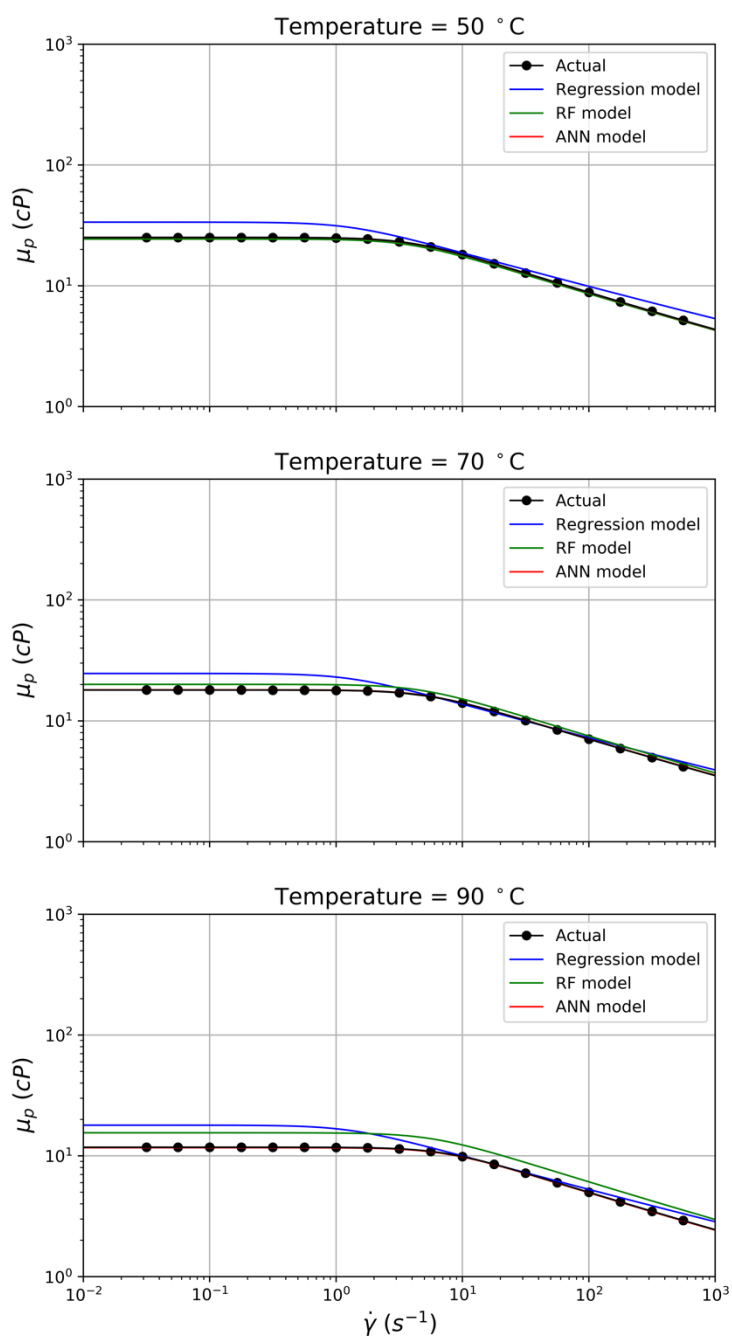 Temperature = 50 °C
10³
10²
10¹
10⁰
μₚ (cP)
Actual
Regression model
RF model
ANN model
Temperature = 70 °C
10³
10²
10¹
10⁰
μₚ (cP)
Actual
Regression model
RF model
ANN model
Temperature = 90 °C
10³
10²
10¹
10⁰
μₚ (cP)
Actual
Regression model
RF model
ANN model
10⁻² 10⁻¹ 10⁰ 10¹ 10² 10³
γ̇ (s⁻¹)